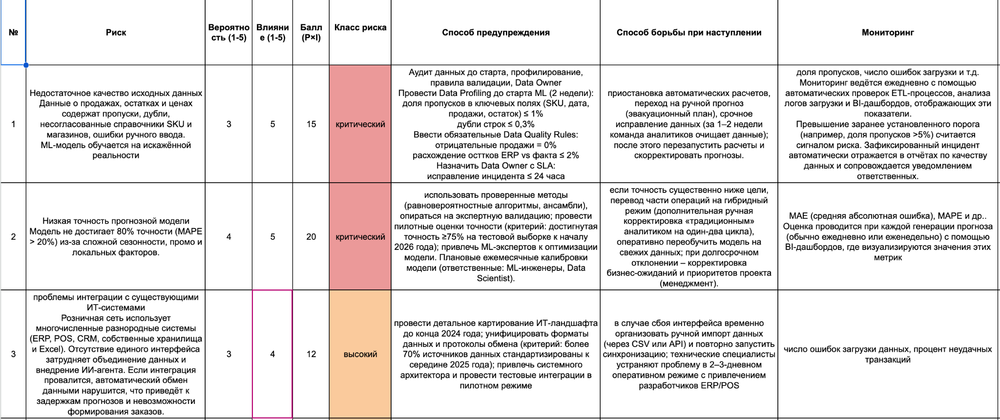 №
Риск
Вероятно
сть (1-5)
Влияни
е (1-5)
Балл
(P×I)
Класс риска
Способ предупреждения
Способ борьбы при наступлении
Мониторинг
1
Недостаточное качество исходных данных
Данные о продажах, остатках и ценах
содержат пропуски, дубли,
несогласованные справочники SKU и
магазинов, ошибки ручного ввода.
ML-модель обучается на искажённой
реальности
3
5
15
критический
Аудит данных до старта, профилирование,
правила валидации, Data Owner
Провести Data Profiling до старта ML (2 недели):
доля пропусков в ключевых полях (SKU, дата,
продажи, остаток) ≤ 1%
дубли строк ≤ 0,3%
Ввести обязательные Data Quality Rules:
отрицательные продажи = 0%
расхождение осттков ERP vs факта ≤ 2%
Назначить Data Owner с SLA:
исправление инцидента ≤ 24 часа
приостановка автоматических расчетов,
переход на ручной прогноз
(эвакуационный план), срочное
исправление данных (за 1–2 недели
команда аналитиков очищает данные);
после этого перезапустить расчеты и
скорректировать прогнозы.
доля пропусков, число ошибок загрузки и т.д.
Мониторинг ведётся ежедневно с помощью
автоматических проверок ETL-процессов, анализа
логов загрузки и BI-дашбордов, отображающих эти
показатели.
Превышение заранее установленного порога
(например, доля пропусков >5%) считается
сигналом риска. Зафиксированный инцидент
автоматически отражается в отчётах по качеству
данных и сопровождается уведомлением
ответственных.
2
Низкая точность прогнозной модели
Модель не достигает 80% точности (MAPE
> 20%) из-за сложной сезонности, промо и
локальных факторов.
4
5
20
критический
использовать проверенные методы
(равновероятностные алгоритмы, ансамбли),
опираться на экспертную валидацию; провести
пилотные оценки точности (критерий: достигнутая
точность ≥75% на тестовой выборке к началу
2026 года); привлечь ML-экспертов к оптимизации
модели. Плановые ежемесячные калибровки
модели (ответственные: ML-инженеры, Data
Scientist).
если точность существенно ниже цели,
перевод части операций на гибридный
режим (дополнительная ручная
корректировка «традиционным»
аналитиком на один-два цикла),
оперативно переобучить модель на
свежих данных; при долгосрочном
отклонении – корректировка
бизнес-ожиданий и приоритетов проекта
(менеджмент).
MAE (средняя абсолютная ошибка), MAPE и др..
Оценка проводится при каждой генерации прогноза
(обычно ежедневно или еженедельно) с помощью
BI-дашбордов, где визуализируются значения этих
метрик
3
проблемы интеграции с существующими
ИТ-системами
Розничная сеть использует
многочисленные разнородные системы
(ERP, POS, CRM, собственные хранилища
и Excel). Отсутствие единого интерфейса
затрудняет объединение данных и
внедрение ИИ-агента. Если интеграция
провалится, автоматический обмен
данными нарушится, что приведёт к
задержкам прогнозов и невозможности
формирования заказов.
3
4
12
высокий
провести детальное картирование ИТ-ландшафта
до конца 2024 года; унифицировать форматы
данных и протоколы обмена (критерий: более
70% источников данных стандартизированы к
середине 2025 года); привлечь системного
архитектора и провести тестовые интеграции в
пилотном режиме
в случае сбоя интерфейса временно
организовать ручной импорт данных
(через CSV или API) и повторно запустить
синхронизацию; технические специалисты
устраняют проблему в 2–3-дневном
оперативном режиме с привлечением
разработчиков ERP/POS
число ошибок загрузки данных, процент неудачных
транзакций